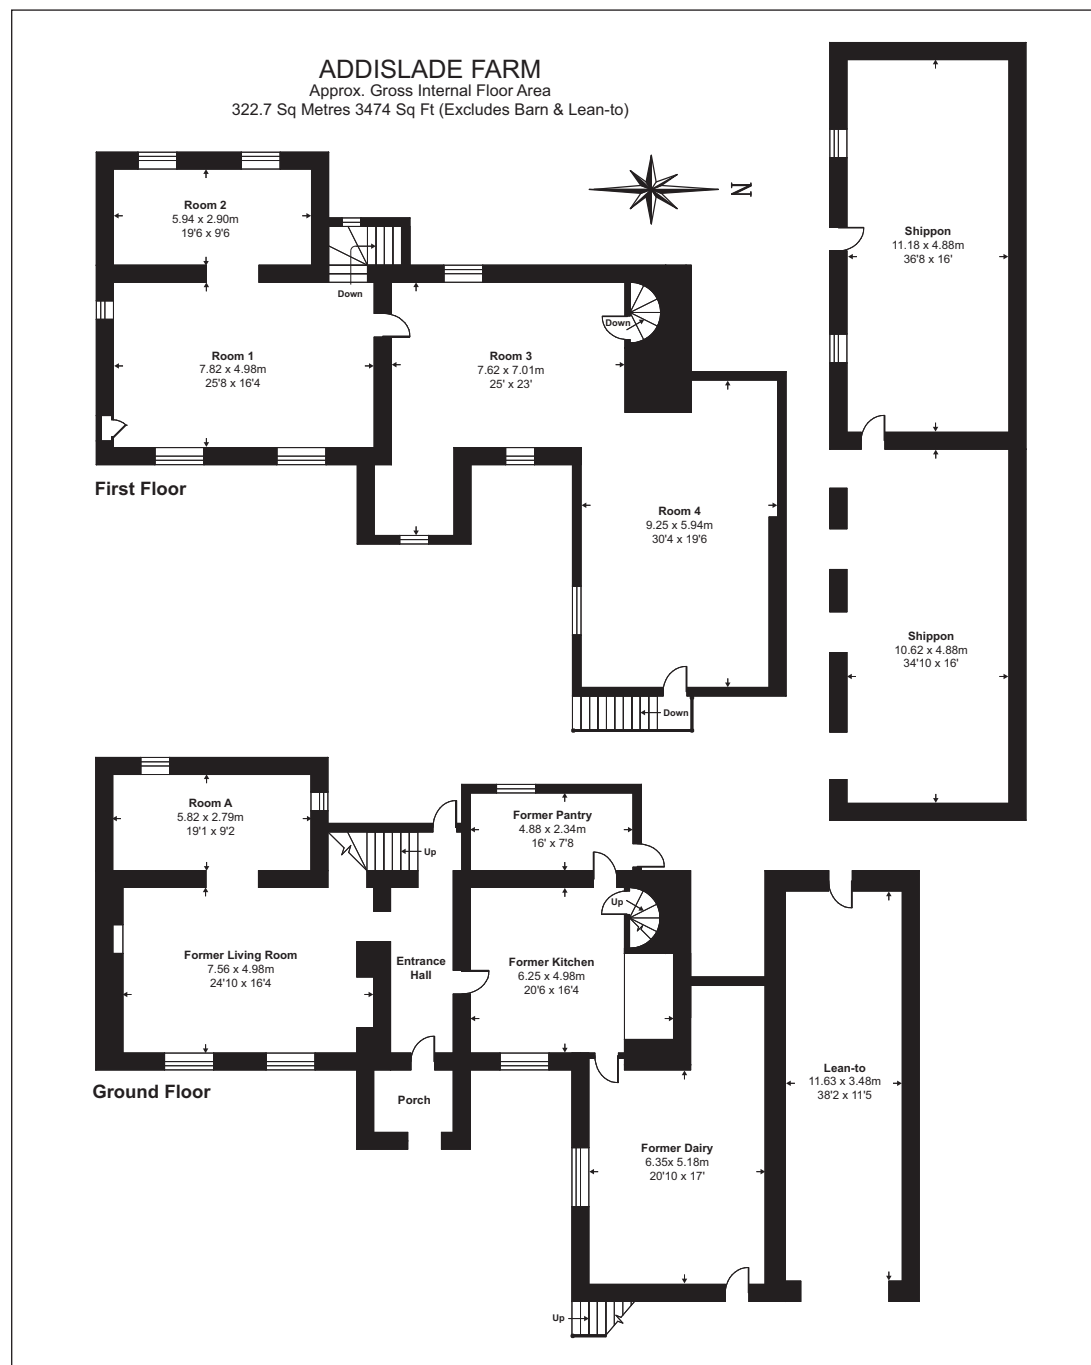 ADDISLADE FARM
Approx. Gross Internal Floor Area
322.7 Sq Metres 3474 Sq Ft (Excludes Barn & Lean-to)
N
Room 2
5.94 x 2.90m
19'6 x 9'6
Down
Room 1
7.82 x 4.98m
25'8 x 16'4
Room 3
7.62 x 7.01m
25' x 23'
Down
Room 4
9.25 x 5.94m
30'4 x 19'6
Down
First Floor
Shippon
11.18 x 4.88m
36'8 x 16'
Shippon
10.62 x 4.88m
34'10 x 16'
Room A
5.82 x 2.79m
19'1 x 9'2
Up
Former Pantry
4.88 x 2.34m
16' x 7'8
Up
Former Living Room
7.56 x 4.98m
24'10 x 16'4
Entrance
Hall
Former Kitchen
6.25 x 4.98m
20'6 x 16'4
Ground Floor
Porch
Former Dairy
6.35x 5.18m
20'10 x 17'
Up
Lean-to
11.63 x 3.48m
38'2 x 11'5